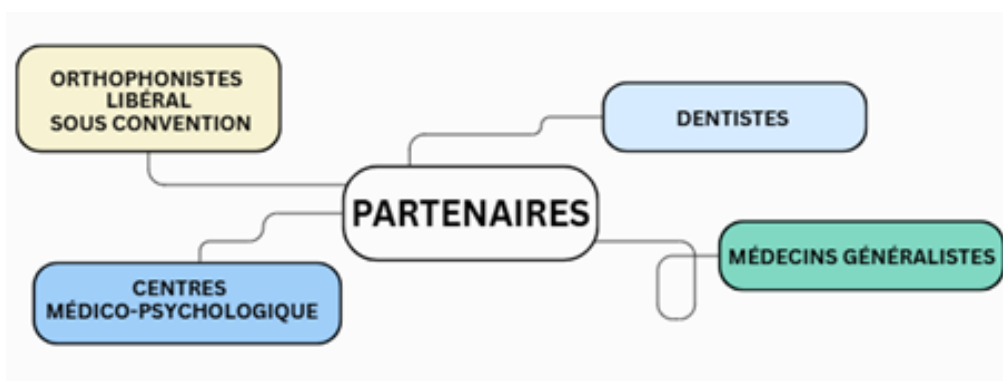 ORTHOPHONISTES
LIBÉRAL
SOUS CONVENTION
DENTISTES
PARTENAIRES
MÉDECINS GÉNÉRALISTES
CENTRES
MÉDICO-PSYCHOLOGIQUE